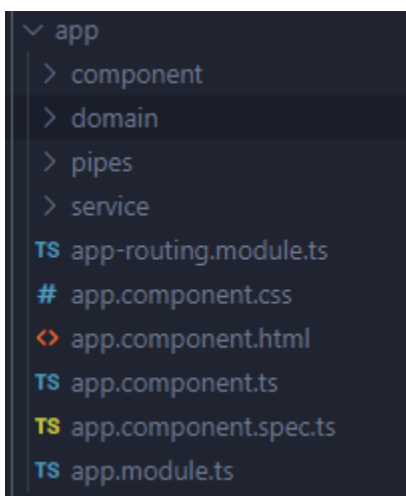 app
component
domain
pipes
service
TS app-routing.module.ts
# app.component.css
<> app.component.html
TS app.component.ts
TS app.component.spec.ts
TS app.module.ts